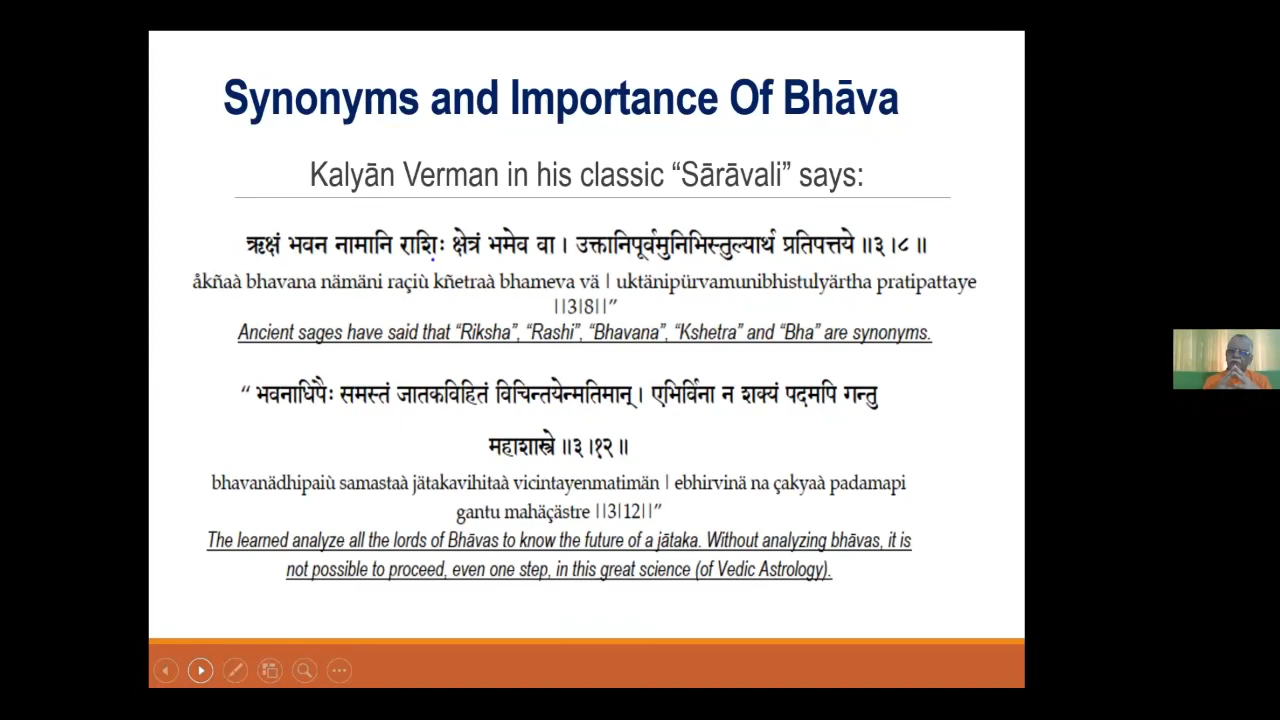 Synonyms and Importance Of Bhāva
Kalyān Verman in his classic “Sārāvali” says:
ऋक्षं भवन नामानि राशिः क्षेत्रं भमेव वा । उक्तानिपूर्वमुनिभिस्तुल्यार्थ प्रतिपत्तये ॥३।८॥
åkñaà bhavana nämäni raçiù kñetraà bhameva vä | uktänipürvamunibhistulyärtha pratipattaye
||3|8||”
Ancient sages have said that “Riksha”, “Rashi”, “Bhavana”, “Kshetra” and “Bha” are synonyms.
“ भवनाधिपैः समस्तं जातकविहितं विचिन्तयेन्मतिमान् । एभिर्विना न शक्यं पदमपि गन्तु
महाशास्त्रे ॥३।१२॥
bhavanädhipaiù samastaà jätakavihitaà vicintayenmatimän | ebhirvinä na çakyaà padamapi
gantu mahäçästre ||3|12||”
The learned analyze all the lords of Bhāvas to know the future of a jātaka. Without analyzing bhāvas, it is
not possible to proceed, even one step, in this great science (of Vedic Astrology).